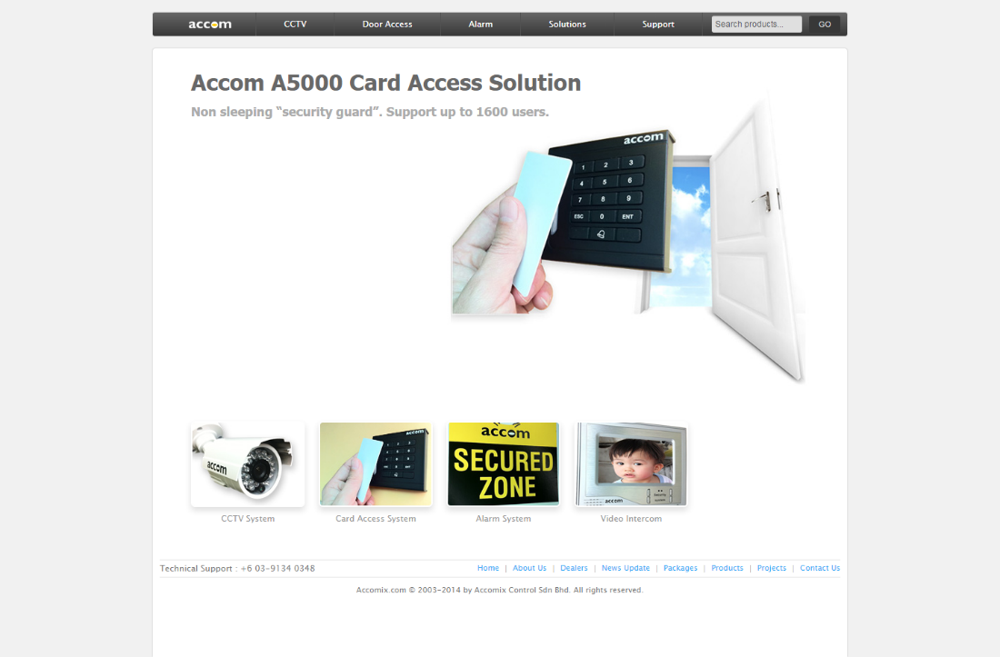 accom CCTV Door Access Alarm Solutions Support Search products... GO
Accom A5000 Card Access Solution
Non sleeping “security guard”. Support up to 1600 users.
accom
1 2 3
4 5 6
7 8 9
ESC 0 ENT
accom
accom
accom
SECURED
ZONE
accom
CCTV System
Card Access System
Alarm System
Video Intercom
Technical Support : +6 03-9134 0348
Home | About Us | Dealers | News Update | Packages | Products | Projects | Contact Us
Accomix.com © 2003-2014 by Accomix Control Sdn Bhd. All rights reserved.